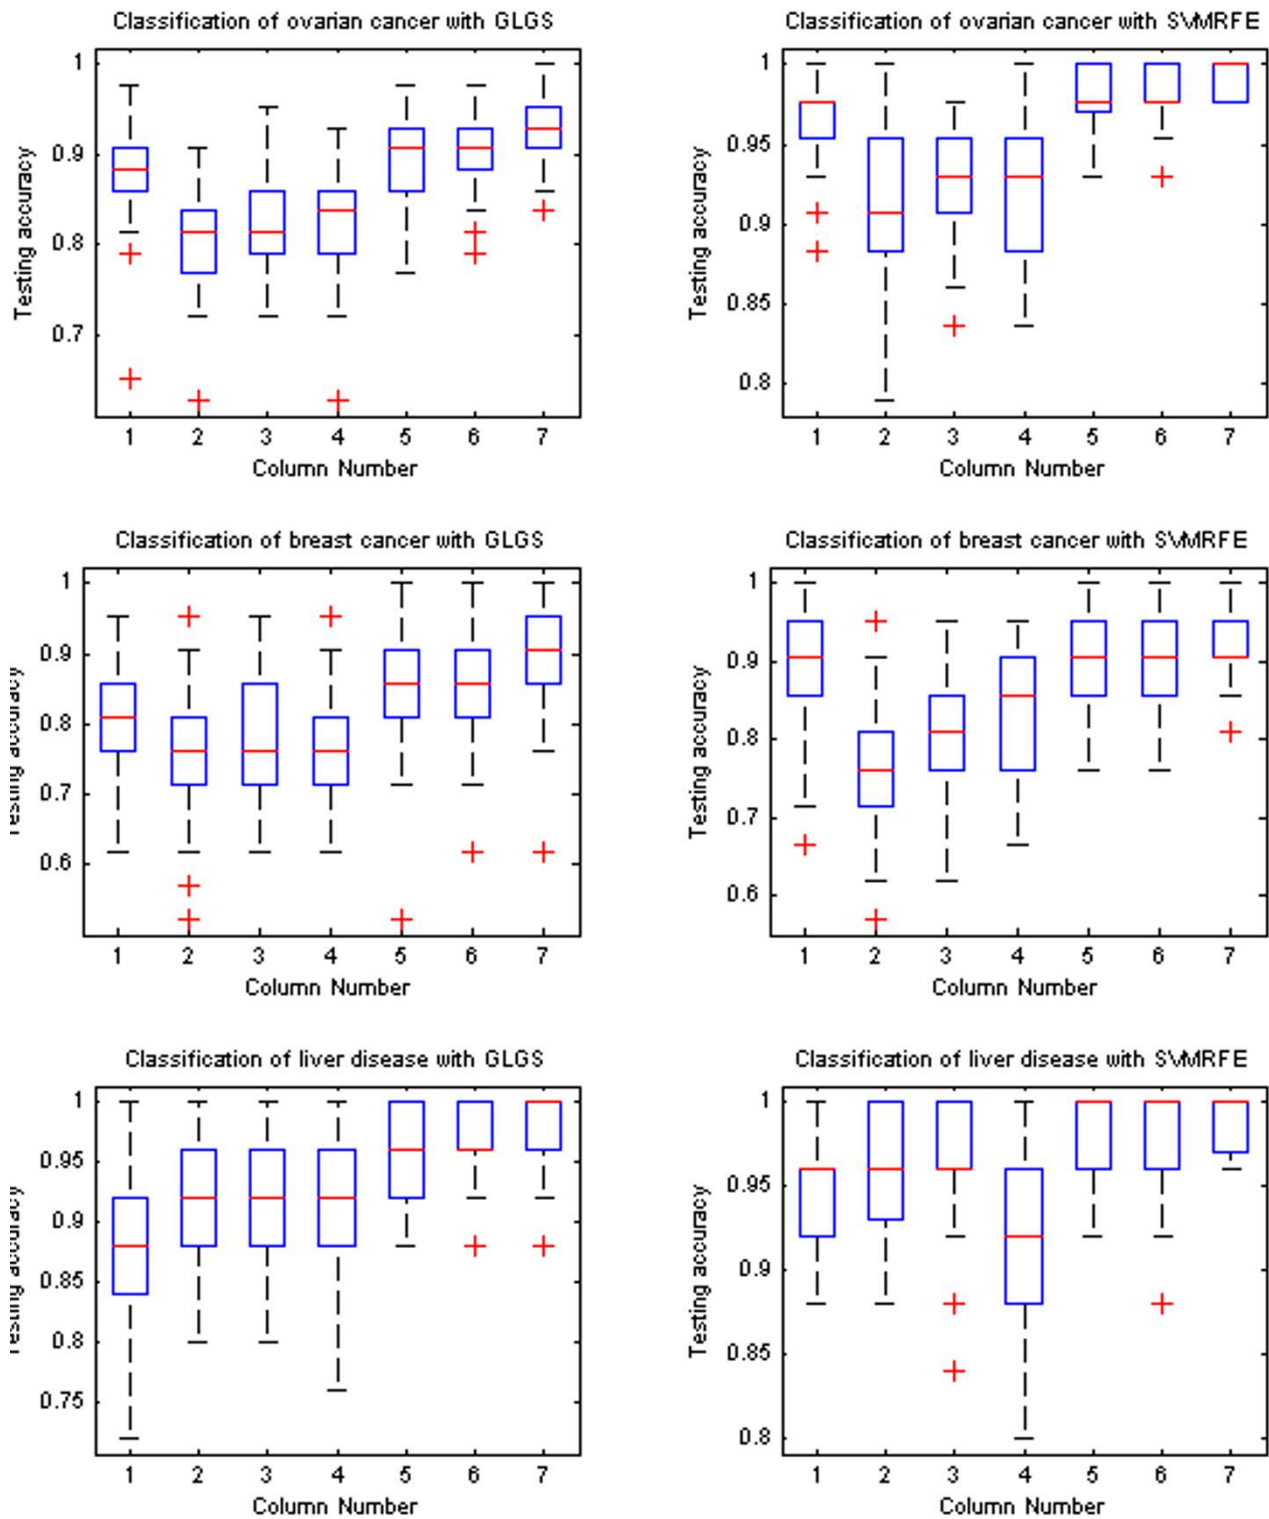 Classification of ovarian cancer with GLGS
1
0.9
0.8
0.7
Testing accuracy
1 2 3 4 5 6 7
Column Number
Classification of ovarian cancer with SVMRFE
1
0.95
0.9
0.85
0.8
Testing accuracy
1 2 3 4 5 6 7
Column Number
Classification of breast cancer with GLGS
1
0.9
0.8
0.7
0.6
Testing accuracy
1 2 3 4 5 6 7
Column Number
Classification of breast cancer with SVMRFE
1
0.9
0.8
0.7
0.6
Testing accuracy
1 2 3 4 5 6 7
Column Number
Classification of liver disease with GLGS
1
0.95
0.9
0.85
0.8
0.75
Testing accuracy
1 2 3 4 5 6 7
Column Number
Classification of liver disease with SVMRFE
1
0.95
0.9
0.85
0.8
Testing accuracy
1 2 3 4 5 6 7
Column Number